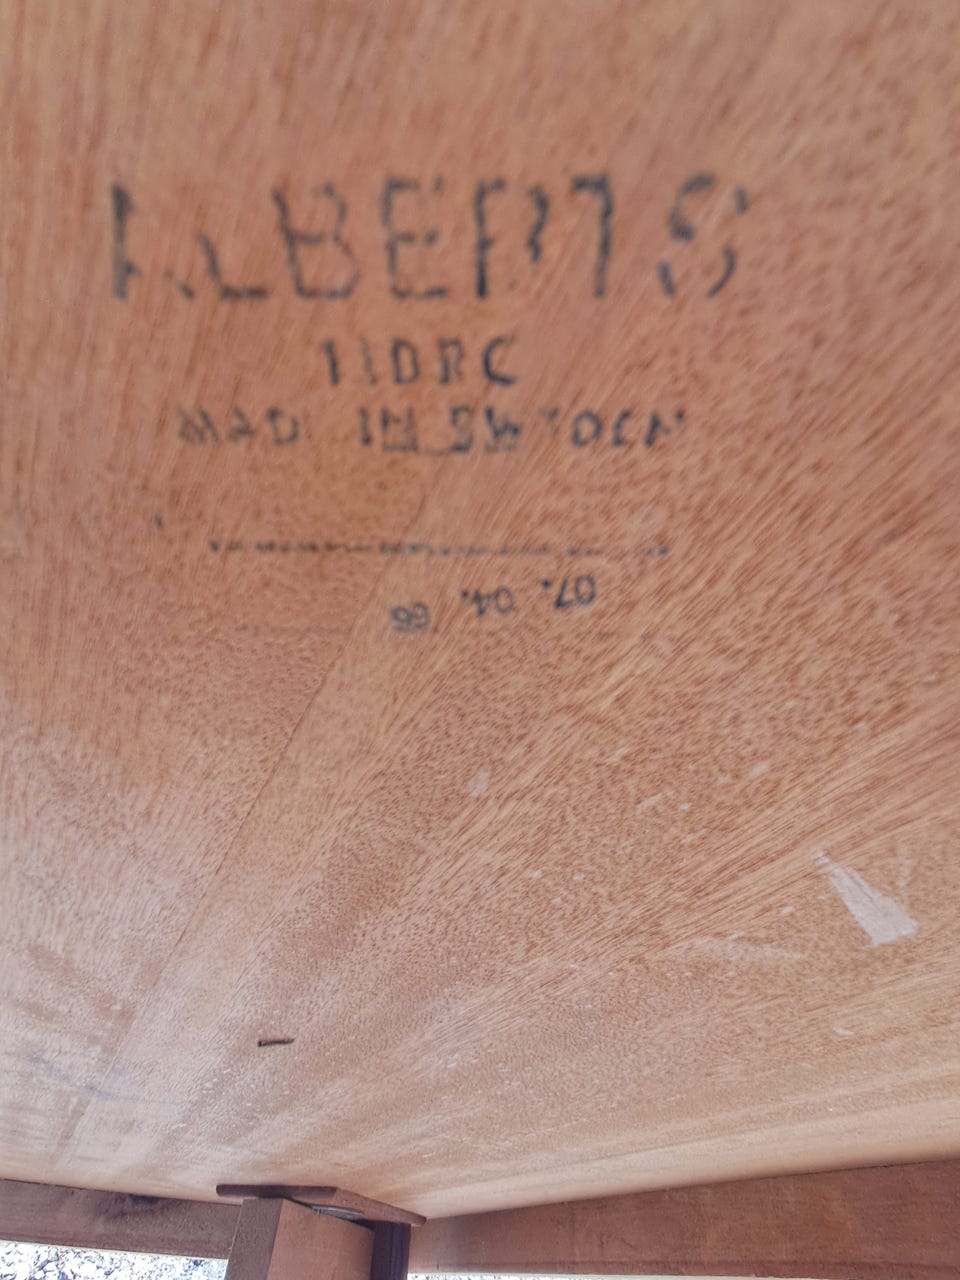 ALBERTS
TIBRO
MADE IN SWEDEN
07. 04. 66